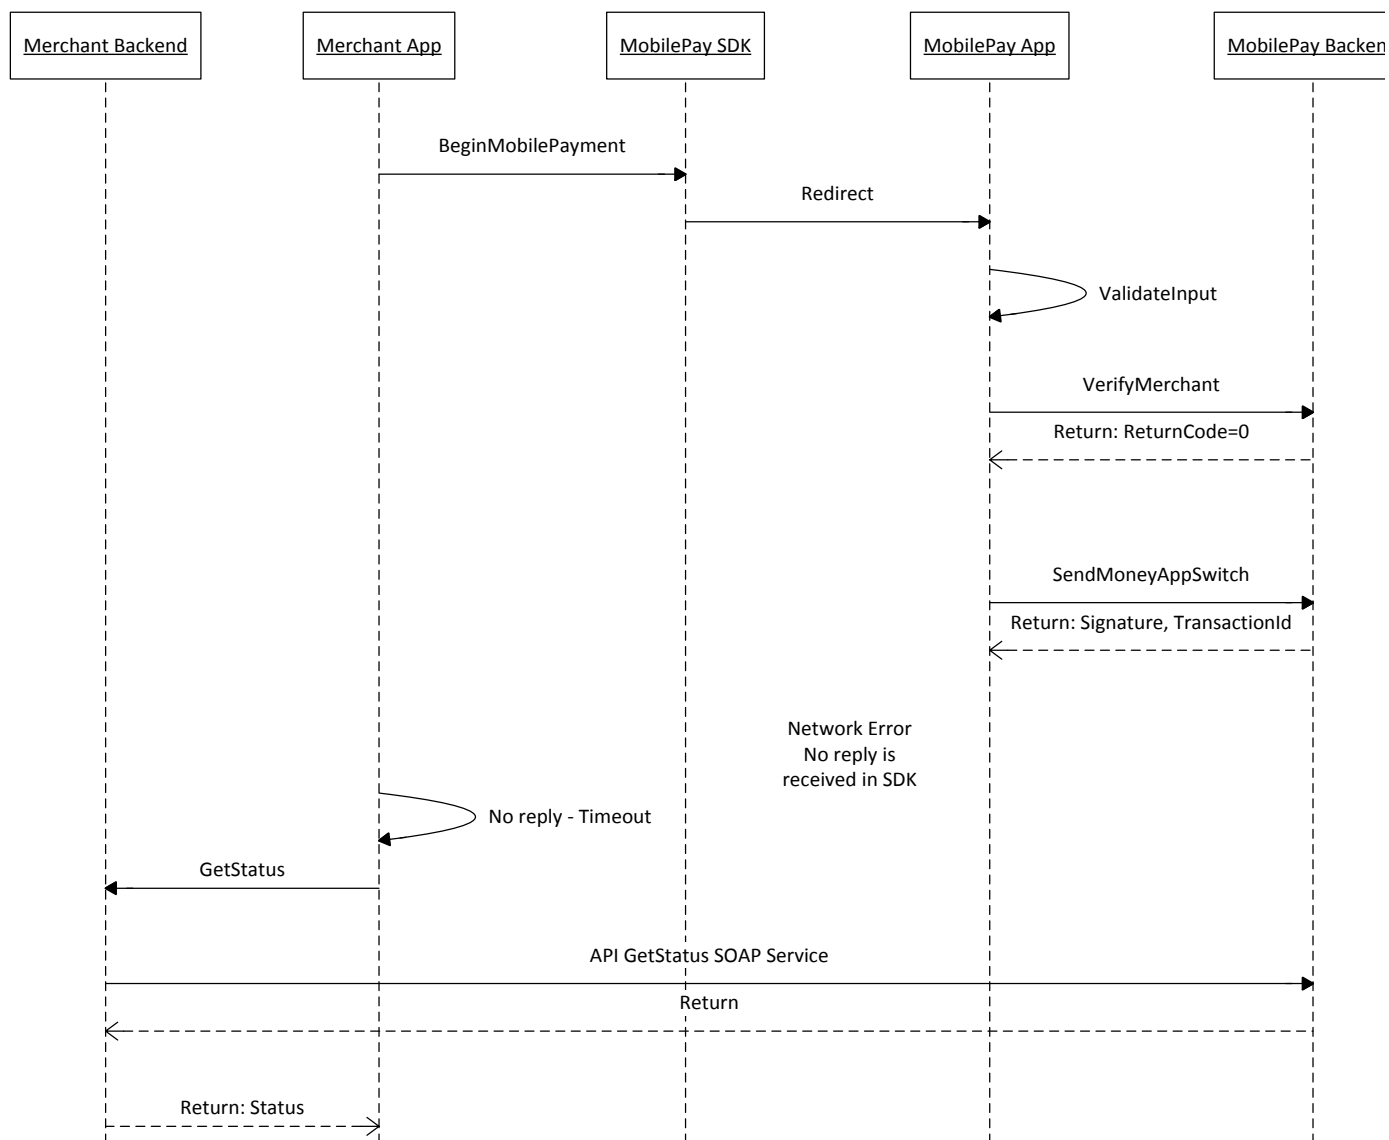 Merchant Backend
Merchant App
MobilePay SDK
MobilePay App
MobilePay Backen
BeginMobilePayment
Redirect
ValidateInput
VerifyMerchant
Return: ReturnCode=0
SendMoneyAppSwitch
Return: Signature, TransactionId
Network Error
No reply is
received in SDK
No reply - Timeout
GetStatus
API GetStatus SOAP Service
Return
Return: Status